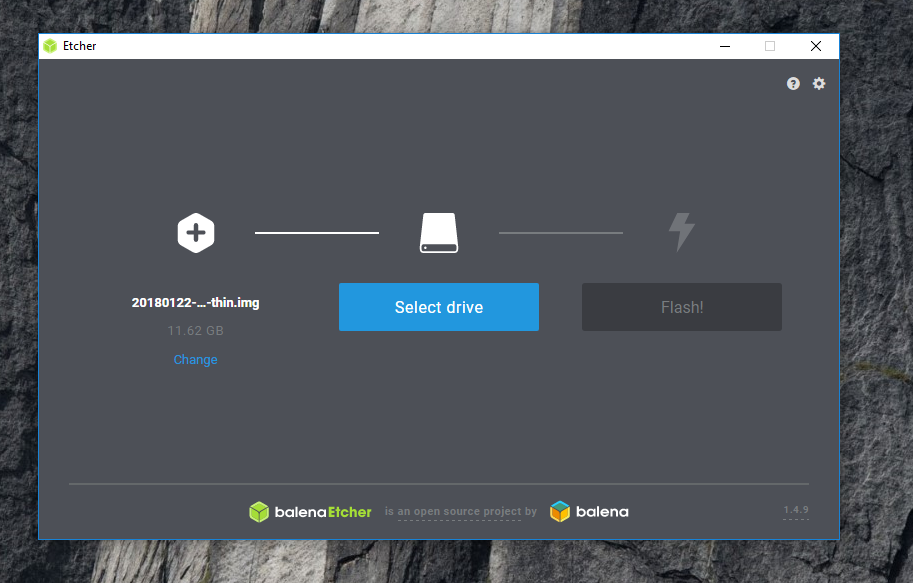 Etcher
20180122-...-thin.img
11.62 GB
Change
Select drive
Flash!
balenaEtcher is an open source project by balena
1.4.9